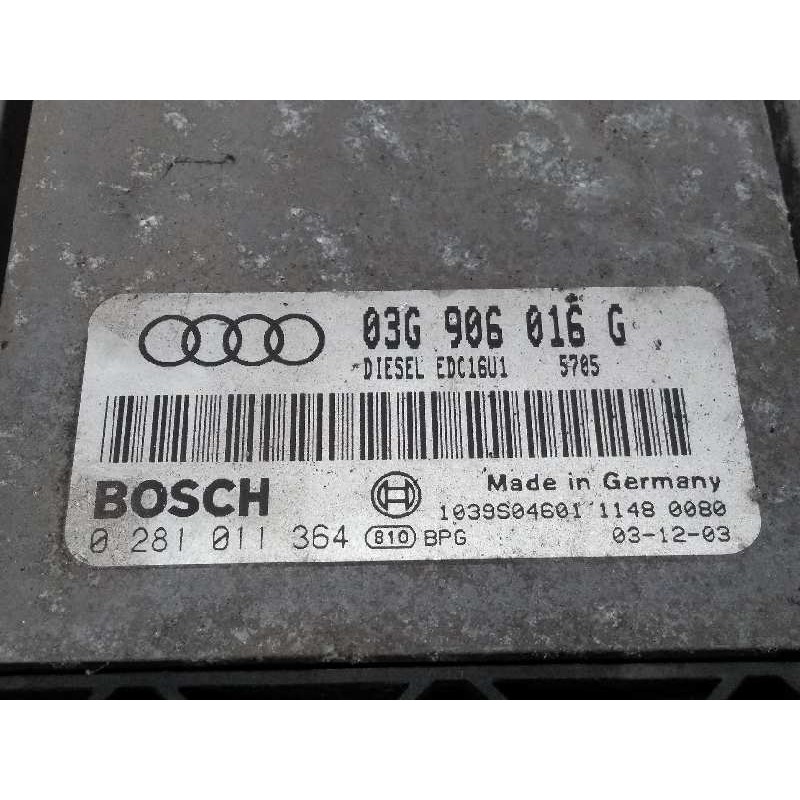 03G 906 016 G
DIESEL EDC16U1 5705
BOSCH
Made in Germany
1039S04601 1148 0080
0 281 011 364 810 BPG 03-12-03